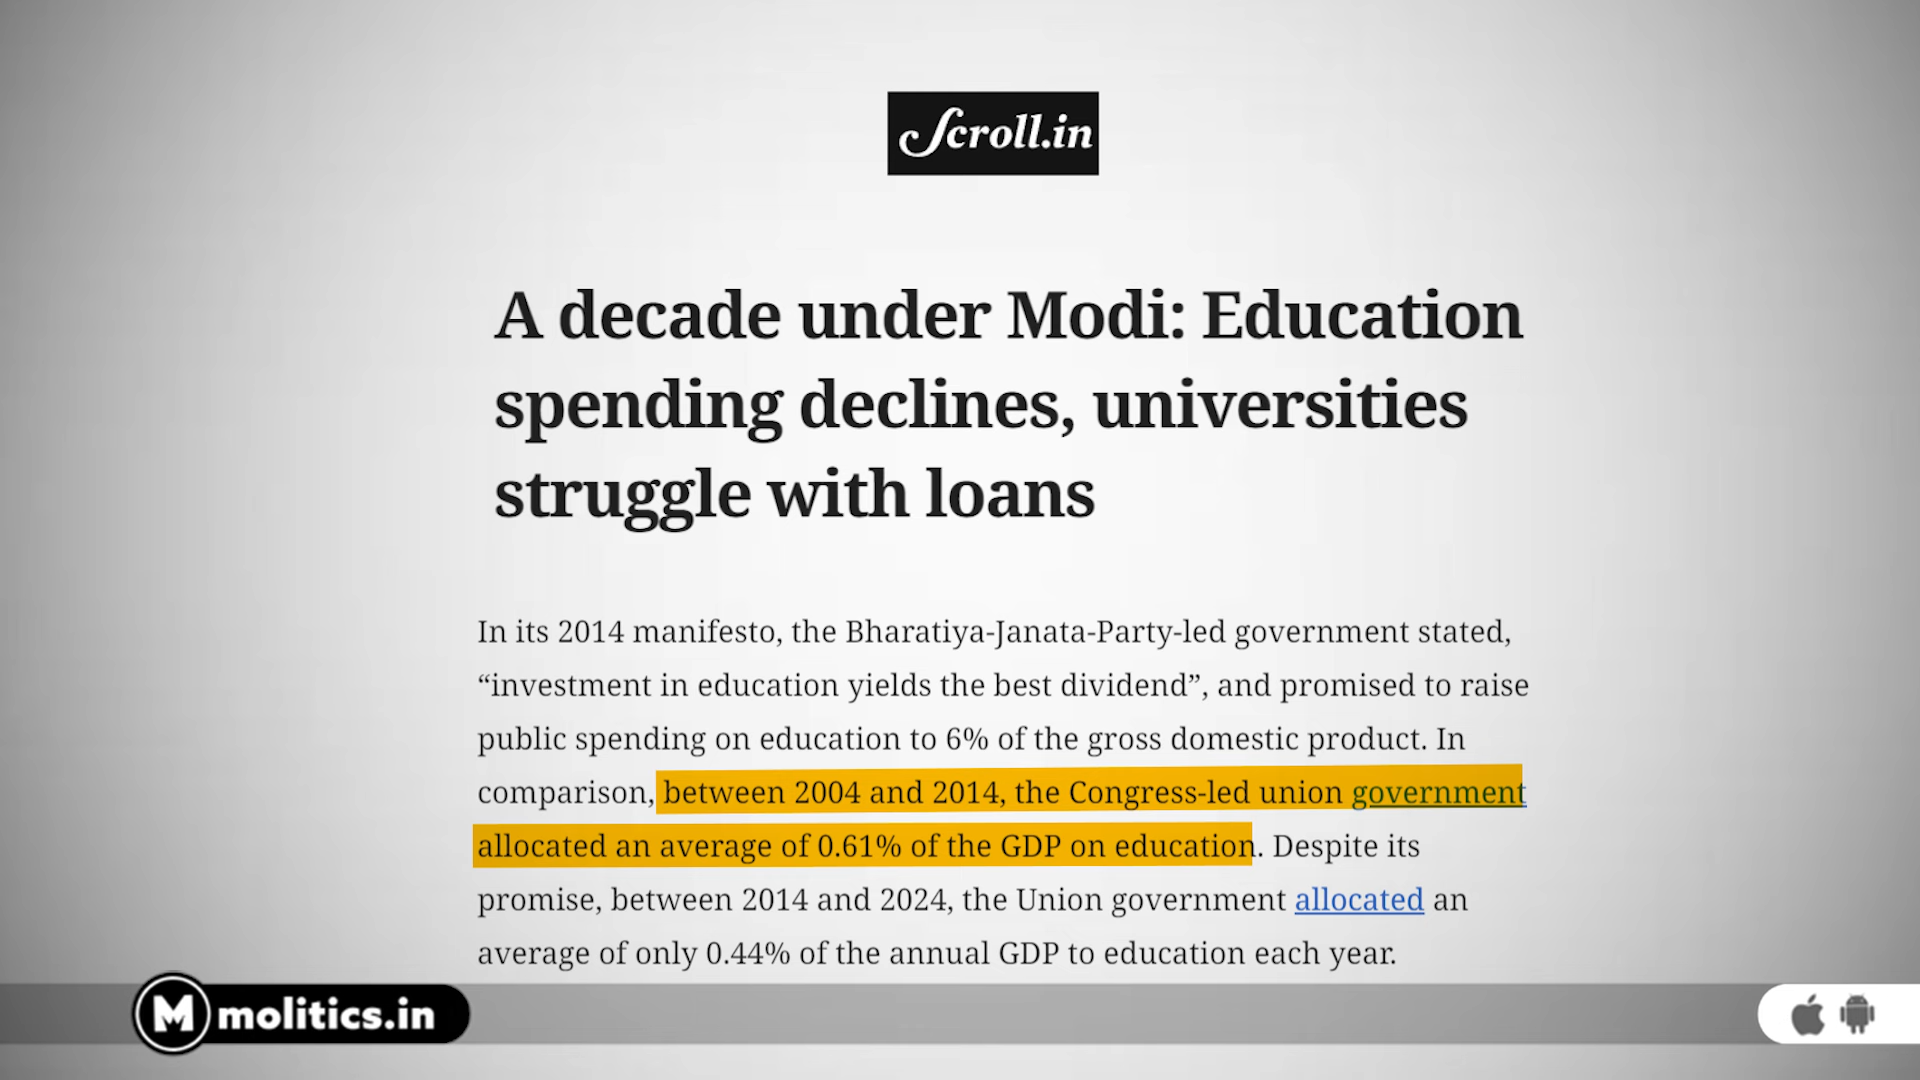 Scroll.in
A decade under Modi: Education
spending declines, universities
struggle with loans
In its 2014 manifesto, the Bharatiya-Janata-Party-led government stated,
“investment in education yields the best dividend”, and promised to raise
public spending on education to 6% of the gross domestic product. In
comparison, between 2004 and 2014, the Congress-led union government
allocated an average of 0.61% of the GDP on education. Despite its
promise, between 2014 and 2024, the Union government allocated an
average of only 0.44% of the annual GDP to education each year.
M molitics.in